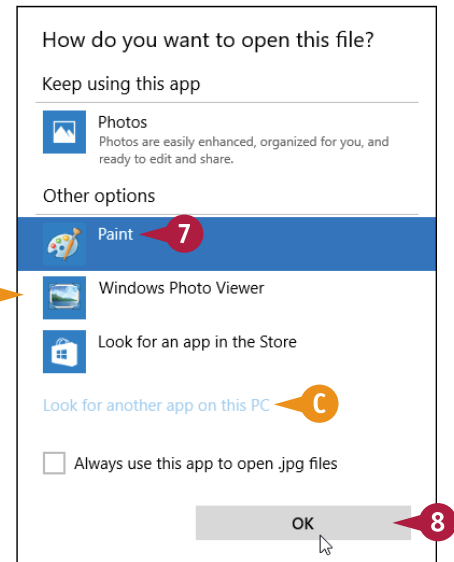 How do you want to open this file?
Keep using this app
Photos
Photos are easily enhanced, organized for you, and
ready to edit and share.
Other options
Paint 7
Windows Photo Viewer
Look for an app in the Store
Look for another app on this PC C
Always use this app to open .jpg files
OK 8